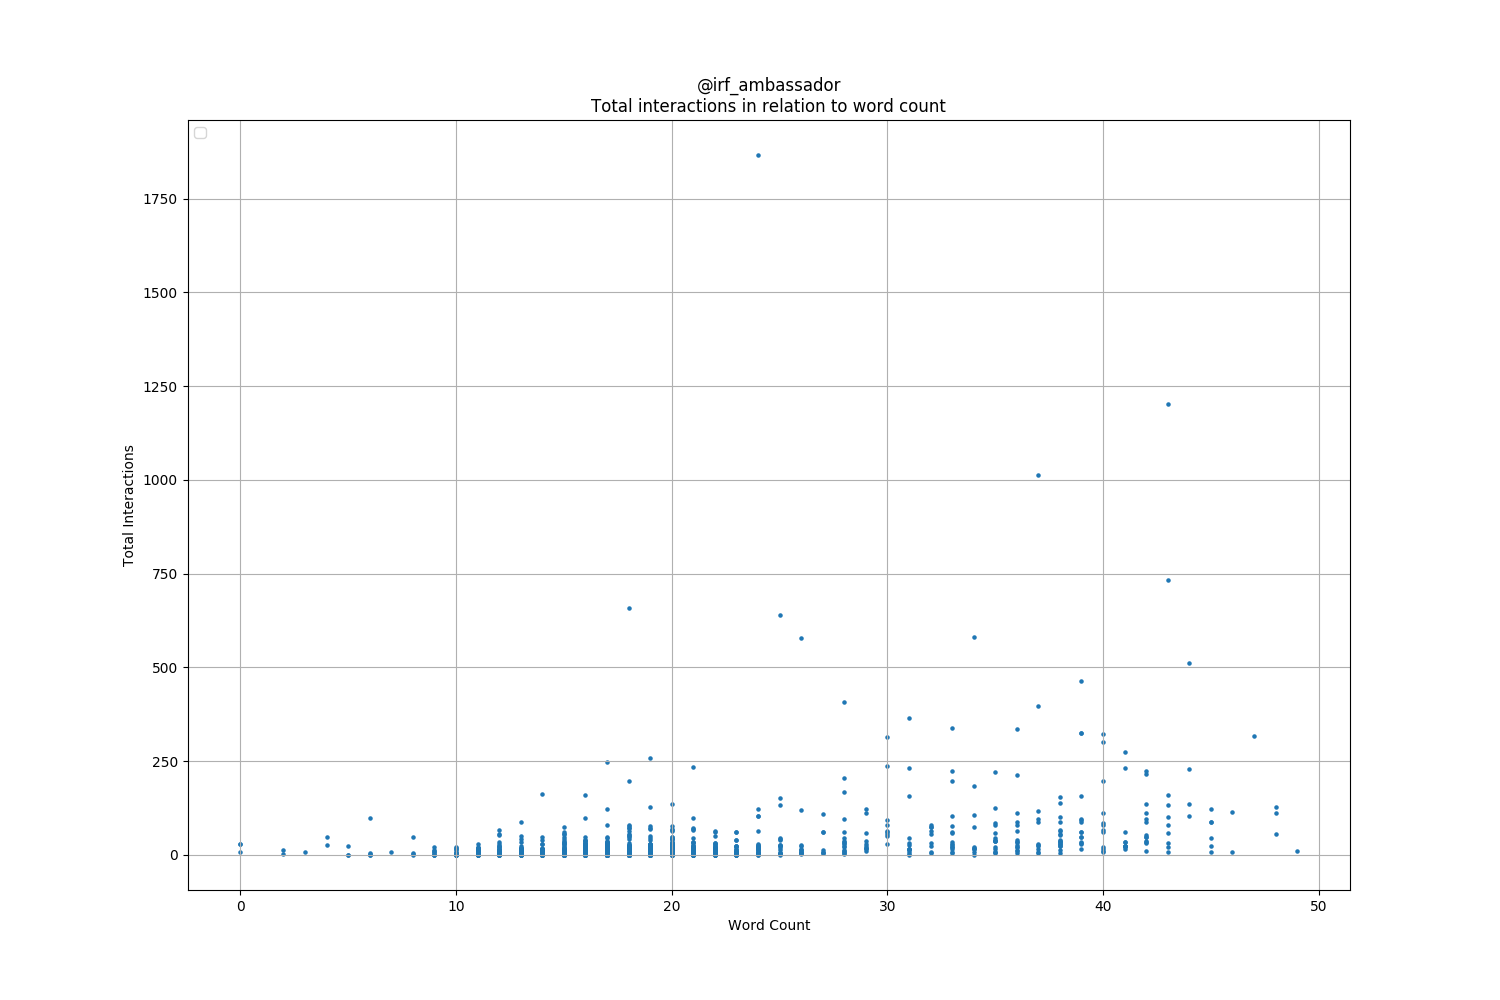 @irf_ambassador
Total interactions in relation to word count
1750
1500
1250
1000
750
500
250
0
Total Interactions
0 10 20 30 40 50
Word Count